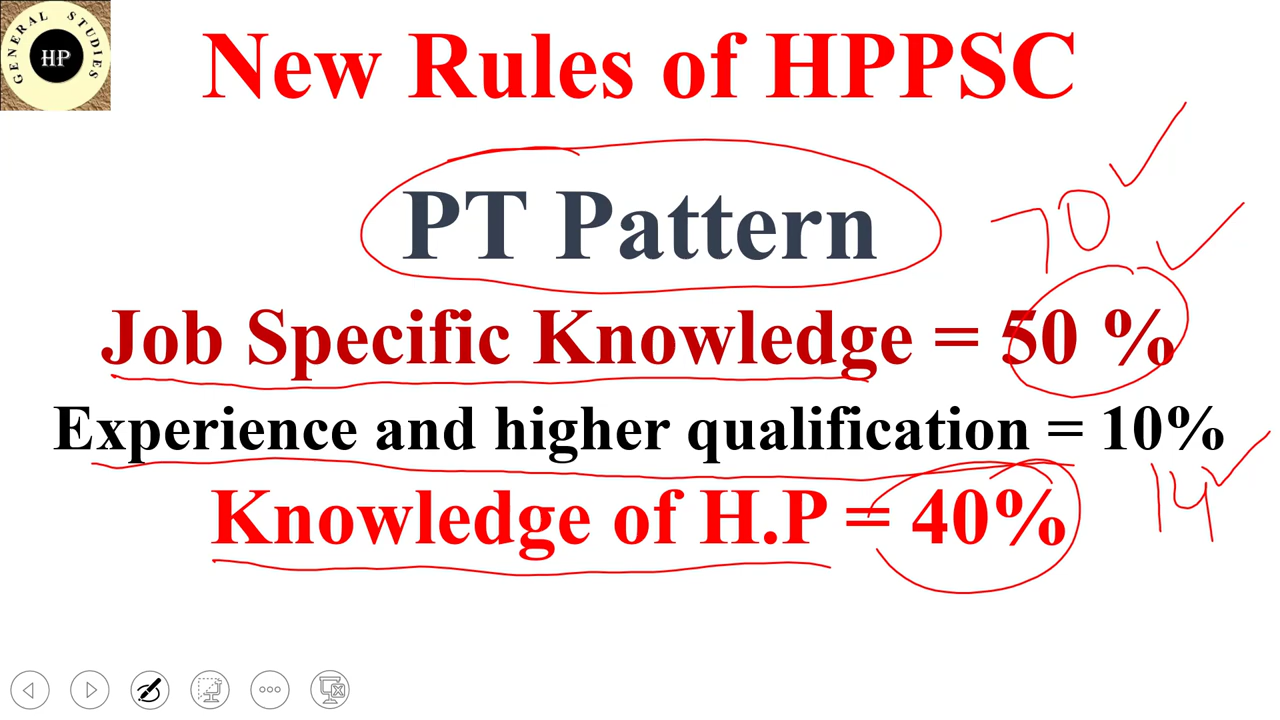 GENERAL STUDIES
HP
New Rules of HPPSC
PT Pattern
70
Job Specific Knowledge = 50 %
Experience and higher qualification = 10%
14
Knowledge of H.P = 40%